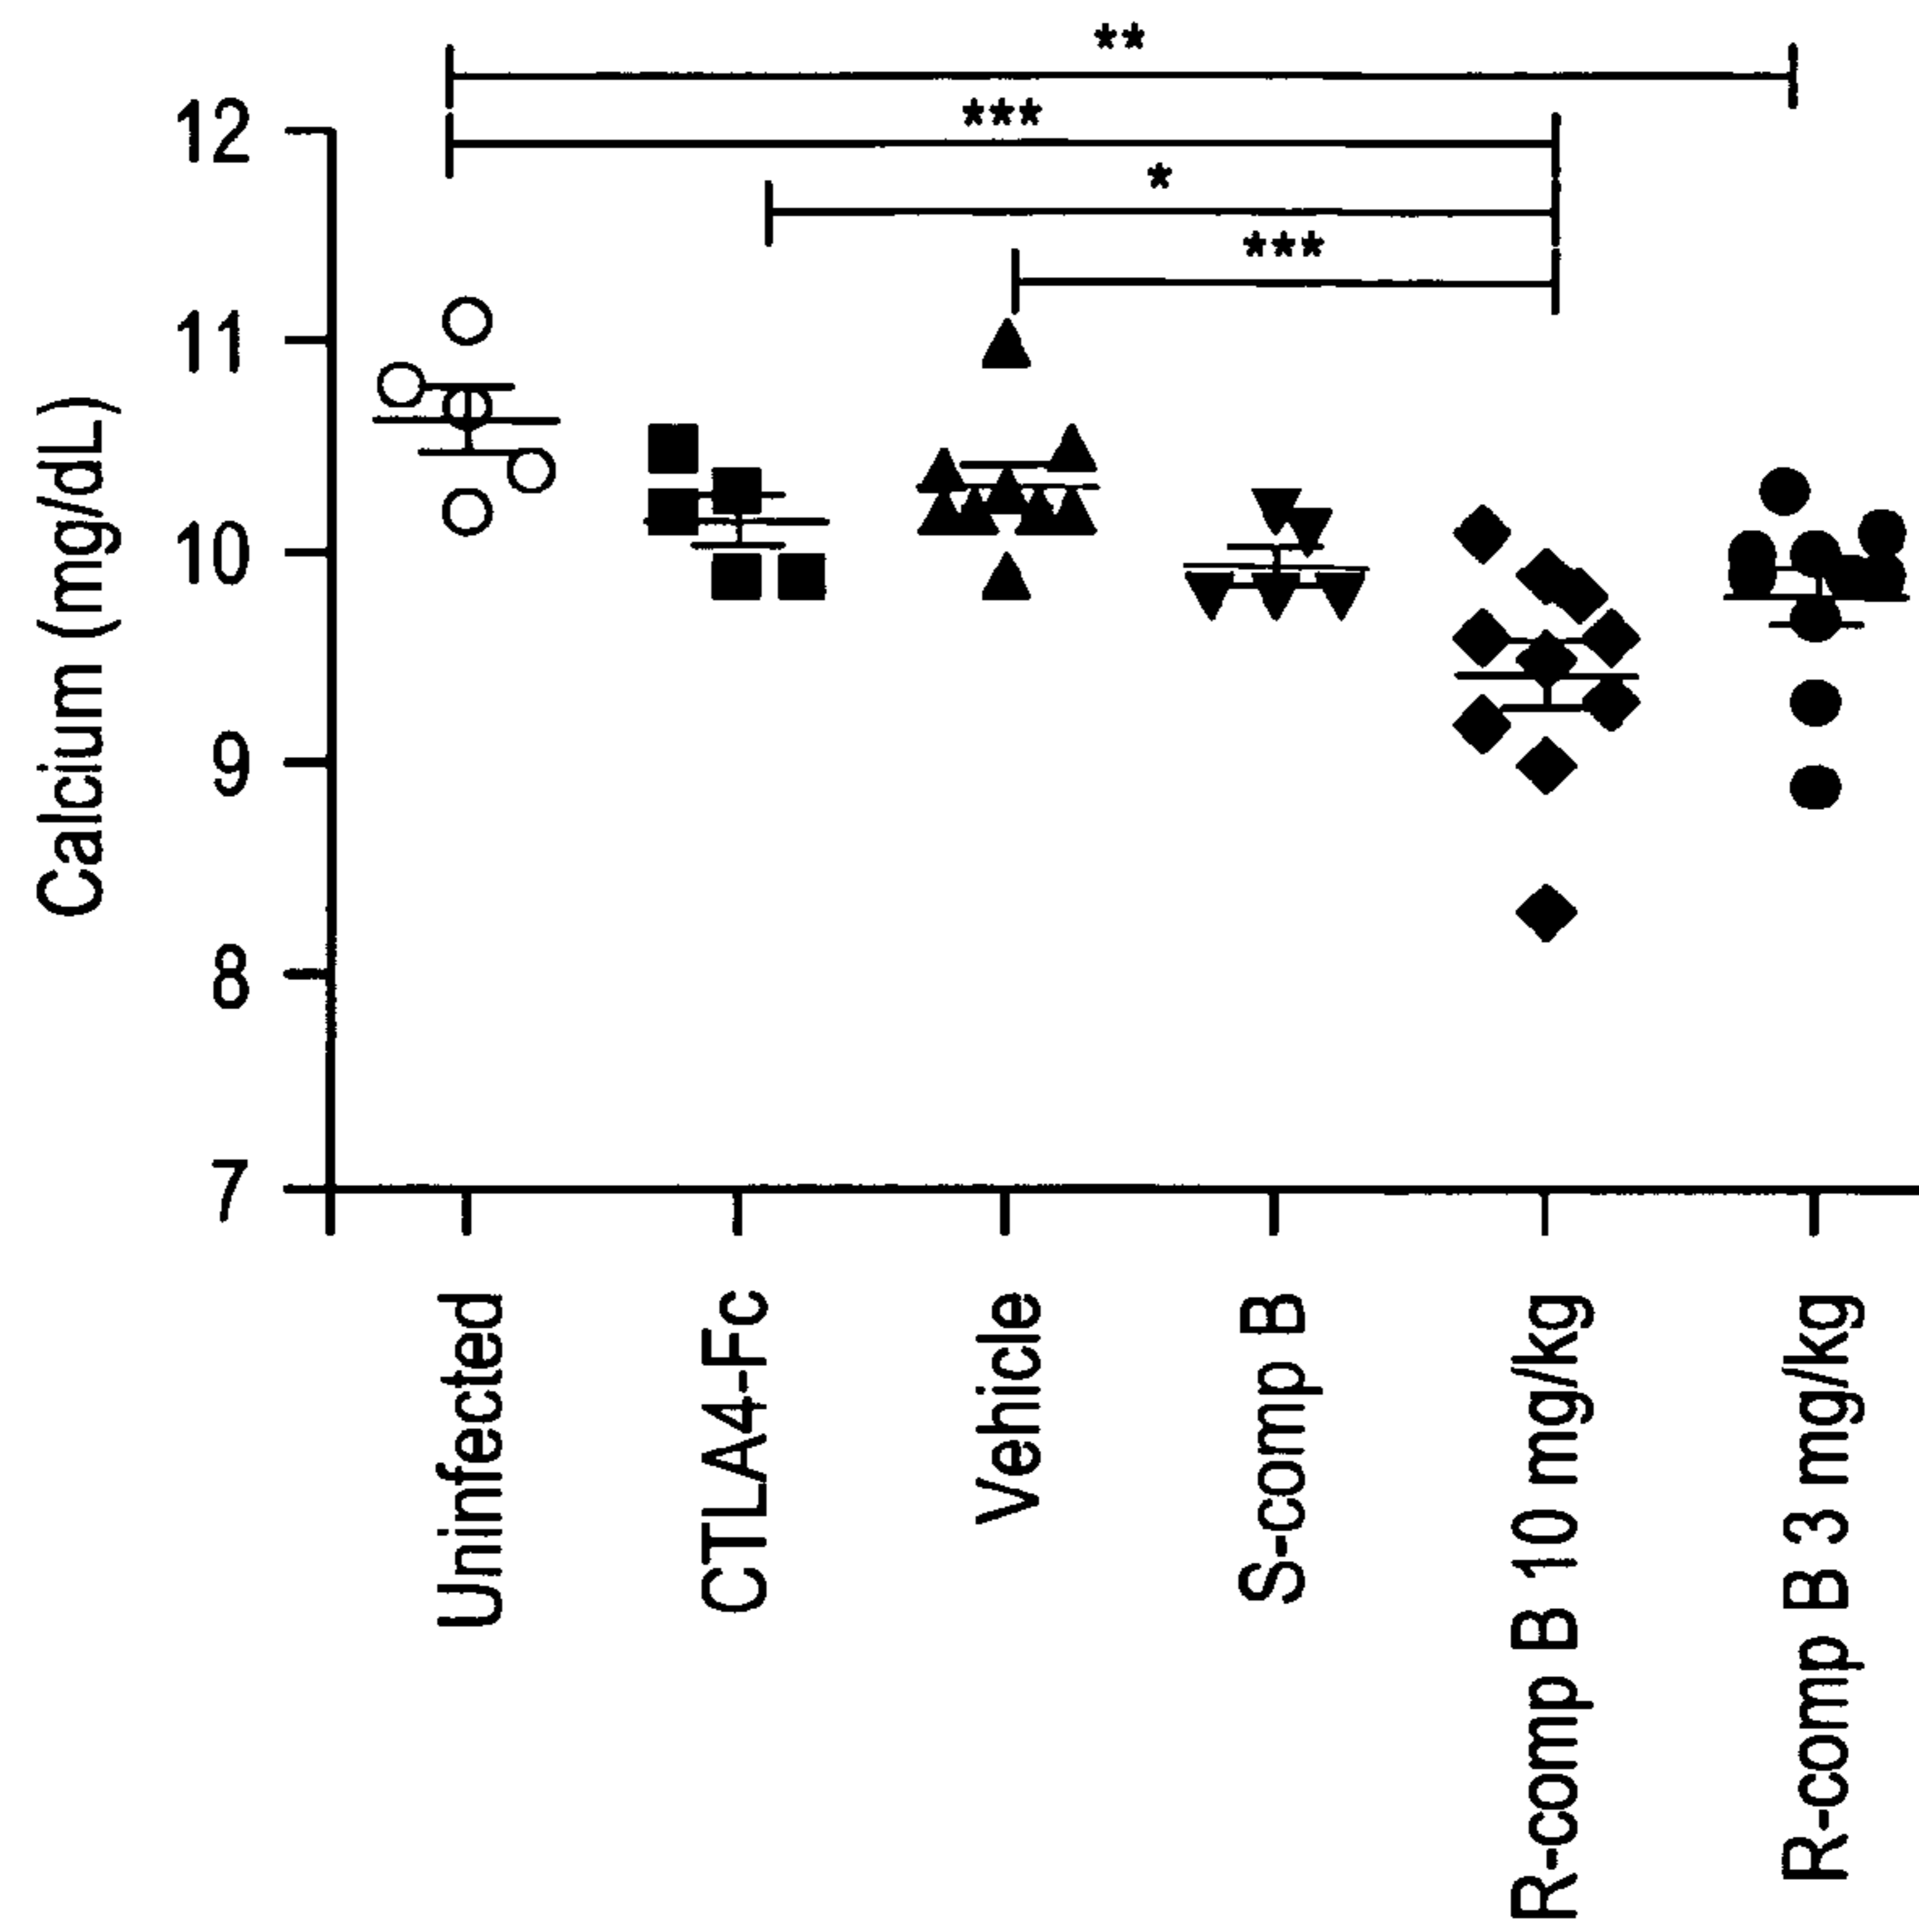 **
***
*
***
12
11
10
9
8
7
Calcium (mg/dL)
Uninfected
CTLA4-Fc
Vehicle
S-comp B
R-comp B 10 mg/kg
R-comp B 3 mg/kg